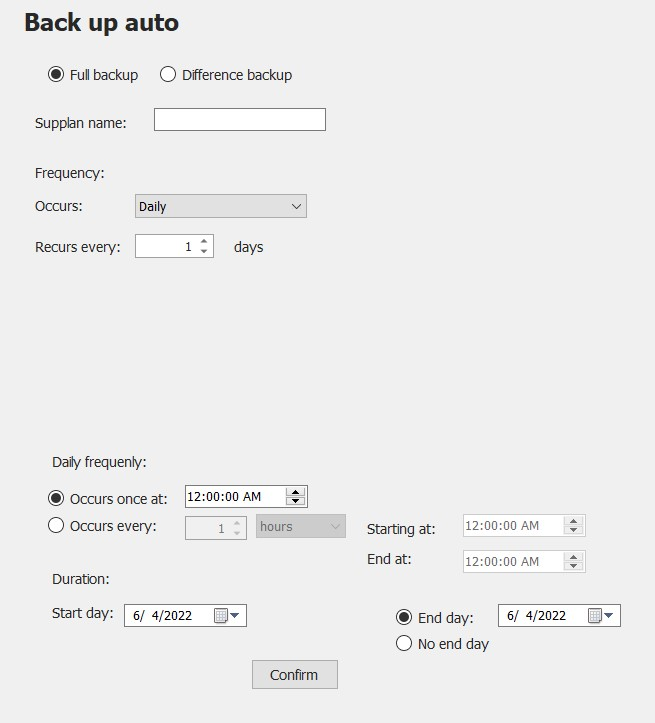 Back up auto
Full backup Difference backup
Supplan name:
Frequency:
Occurs: Daily
Recurs every: 1 days
Daily frequenly:
Occurs once at: 12:00:00 AM
Occurs every: 1 hours Starting at: 12:00:00 AM
End at: 12:00:00 AM
Duration:
Start day: 6/ 4/2022 End day: 6/ 4/2022
No end day
Confirm